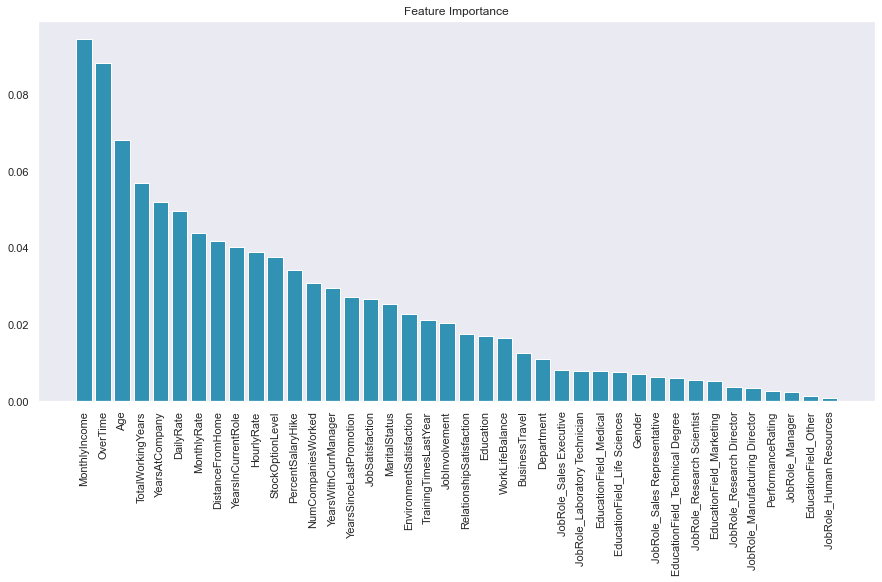 Feature Importance
0.08
0.06
0.04
0.02
0.00
MonthlyIncome
OverTime
Age
TotalWorkingYears
YearsAtCompany
DailyRate
MonthlyRate
DistanceFromHome
YearsInCurrentRole
HourlyRate
StockOptionLevel
PercentSalaryHike
NumCompaniesWorked
YearsWithCurrManager
YearsSinceLastPromotion
JobSatisfaction
MaritalStatus
EnvironmentSatisfaction
TrainingTimesLastYear
JobInvolvement
RelationshipSatisfaction
Education
WorkLifeBalance
BusinessTravel
Department
JobRole_Sales Executive
JobRole_Laboratory Technician
EducationField_Medical
EducationField_Life Sciences
Gender
JobRole_Sales Representative
EducationField_Technical Degree
JobRole_Research Scientist
EducationField_Marketing
JobRole_Research Director
JobRole_Manufacturing Director
PerformanceRating
JobRole_Manager
EducationField_Other
JobRole_Human Resources